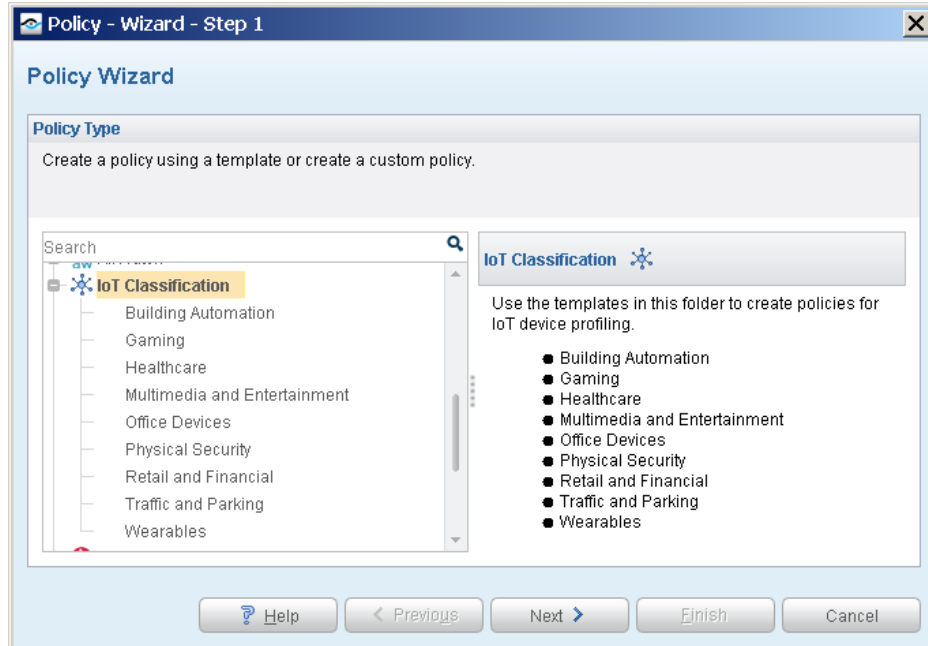 Policy - Wizard - Step 1
Policy Wizard
Policy Type
Create a policy using a template or create a custom policy.
Search
IoT Classification
Building Automation
Gaming
Healthcare
Multimedia and Entertainment
Office Devices
Physical Security
Retail and Financial
Traffic and Parking
Wearables
IoT Classification
Use the templates in this folder to create policies for
IoT device profiling.
Building Automation
Gaming
Healthcare
Multimedia and Entertainment
Office Devices
Physical Security
Retail and Financial
Traffic and Parking
Wearables
Help
Previous
Next
Finish
Cancel